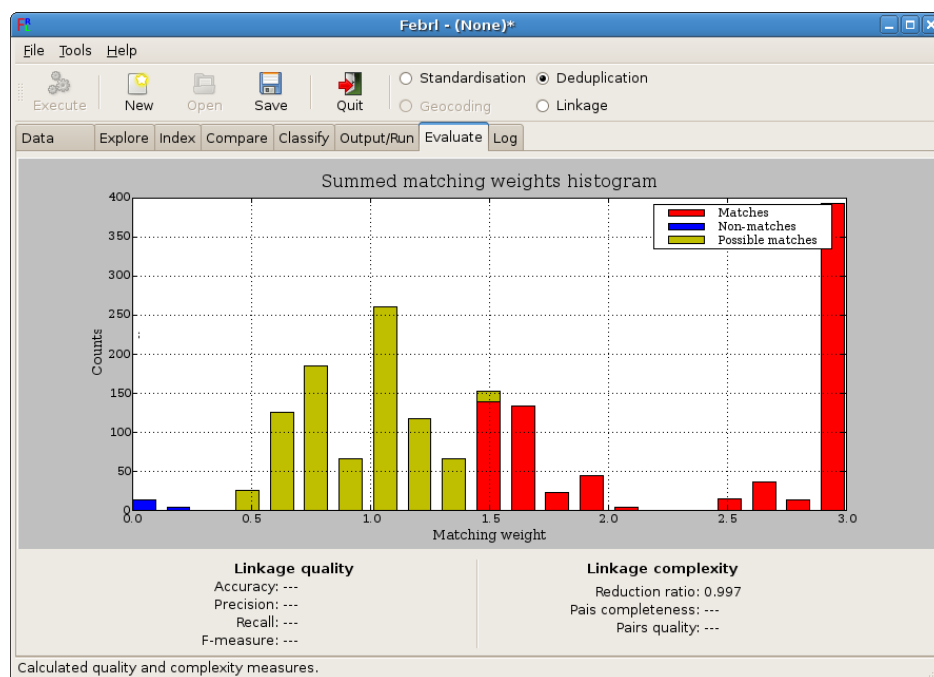 Febrl - (None)*
File Tools Help
Execute New Open Save Quit
Standardisation Deduplication
Geocoding Linkage
Data Explore Index Compare Classify Output/Run Evaluate Log
Summed matching weights histogram
Matches
Non-matches
Possible matches
400
350
300
250
200
150
100
50
0
Counts
0.0 0.5 1.0 1.5 2.0 2.5 3.0
Matching weight
Linkage quality
Accuracy: ---
Precision: ---
Recall: ---
F-measure: ---
Linkage complexity
Reduction ratio: 0.997
Pais completeness: ---
Pairs quality: ---
Calculated quality and complexity measures.